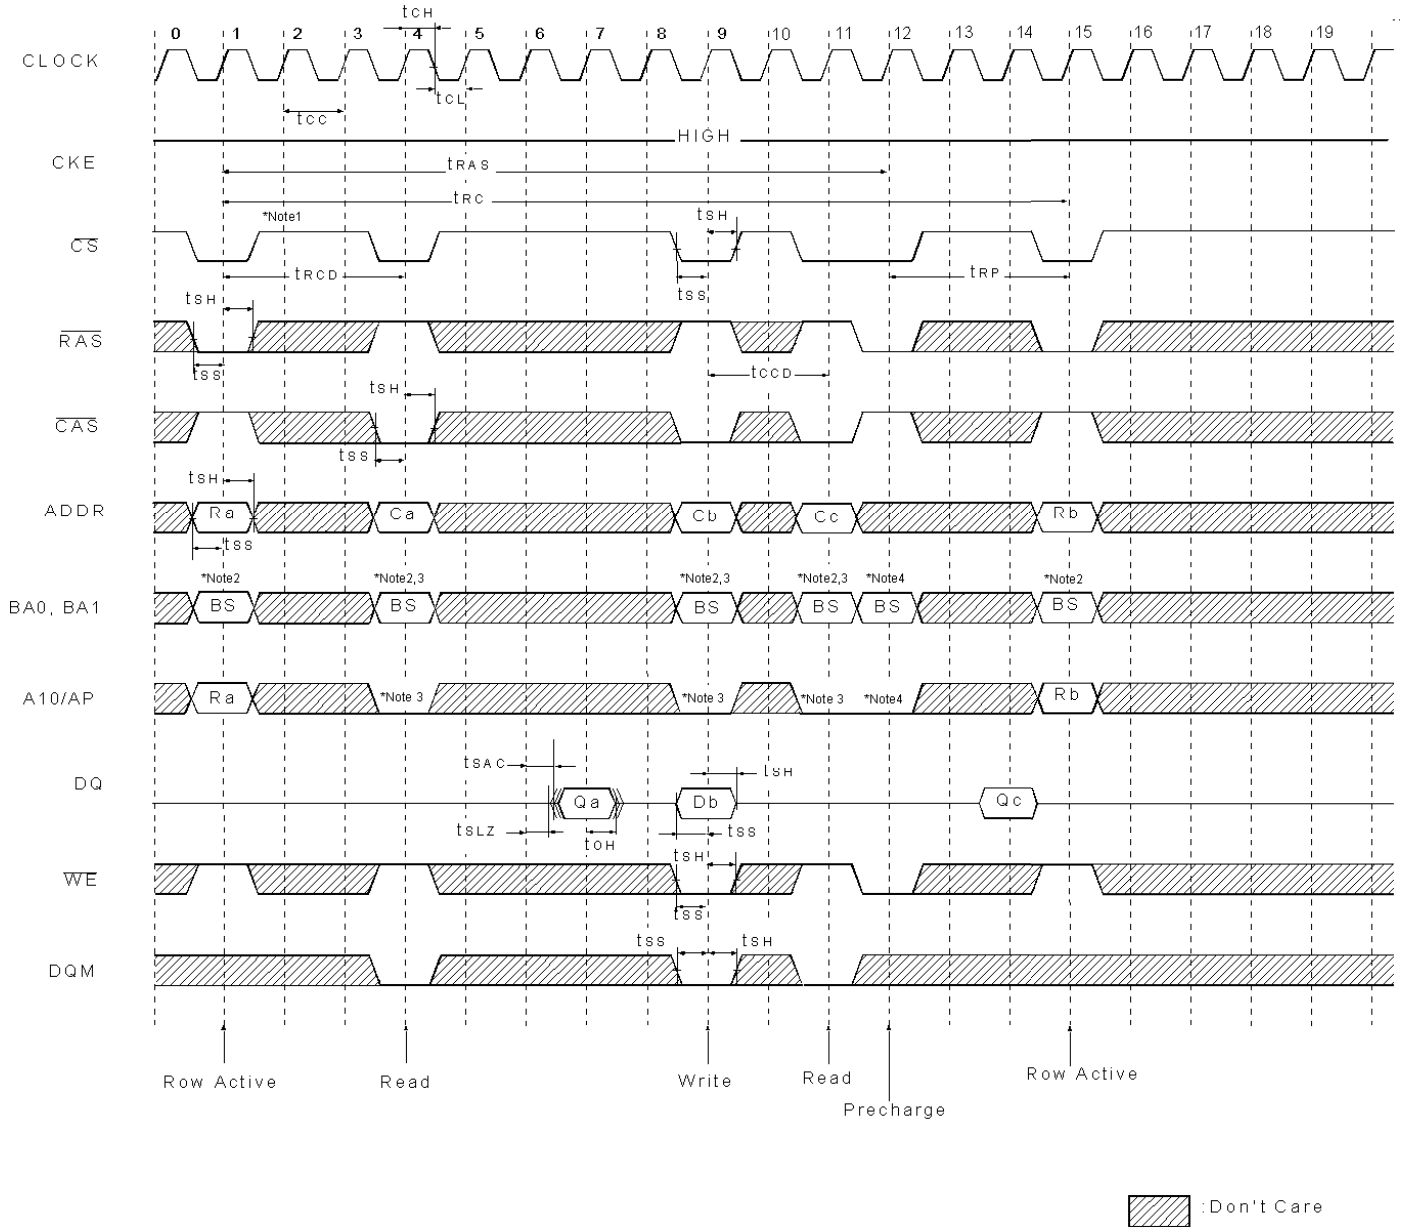 tCH
0 1 2 3 4 5 6 7 8 9 10 11 12 13 14 15 16 17 18 19
CLOCK
tCL
tCC
HIGH
CKE
tRAS
tRC
*Note1
tSH
CS
tRCD
tRP
tSS
tSH
RAS
tSS
tCCD
tSH
CAS
tSS
tSH
ADDR
Ra Ca Cb Cc Rb
tSS
*Note2 *Note2,3 *Note2,3 *Note2,3 *Note4 *Note2
BA0, BA1
BS BS BS BS BS BS
A10/AP
Ra *Note 3 *Note 3 *Note 3 *Note4 Rb
tSAC
tSH
DQ
Qa Db Qc
tSLZ
tOH
tSS
tSH
WE
tSS
tSS tSH
DQM
Row Active Read Write Read Row Active
Precharge
:Don't Care